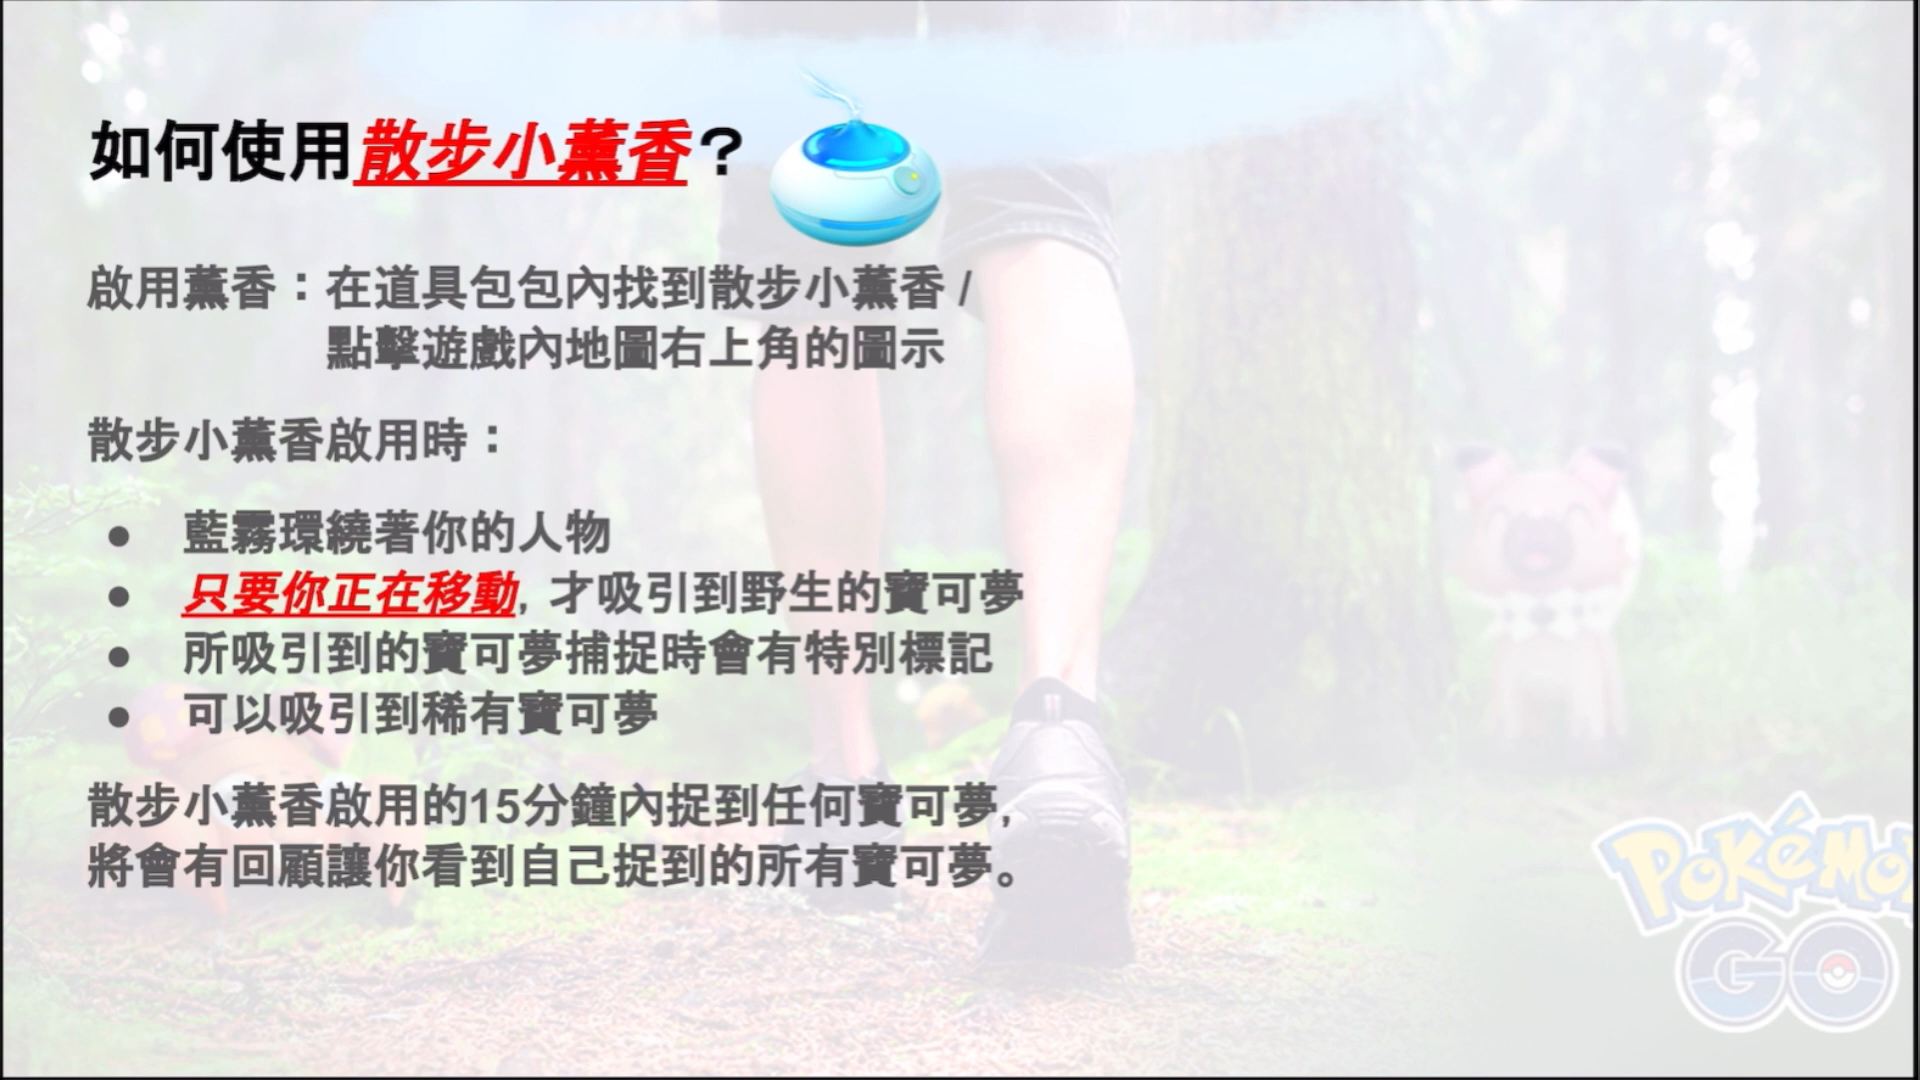 如何使用散步小薰香？
啟用薰香：在道具包包內找到散步小薰香 /
點擊遊戲內地圖右上角的圖示
散步小薰香啟用時：
● 藍霧環繞著你的人物
● 只要你正在移動, 才吸引到野生的寶可夢
● 所吸引到的寶可夢捕捉時會有特別標記
● 可以吸引到稀有寶可夢
散步小薰香啟用的15分鐘內捉到任何寶可夢,
將會有回顧讓你看到自己捉到的所有寶可夢。
POKéMON
GO